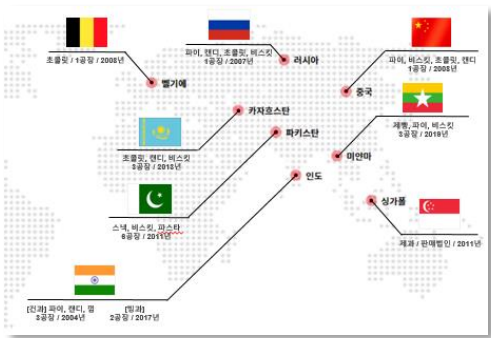 초콜릿 / 1공장 / 2008년
벨기에
파이, 캔디, 초콜릿, 비스킷
1공장 / 2007년
러시아
파이, 비스킷, 초콜릿, 캔디
1공장 / 2008년
중국
카자흐스탄
초콜릿, 캔디, 비스킷
3공장 / 2013년
파키스탄
스낵, 비스킷, 파스타
6공장 / 2011년
제빵, 파이, 비스킷
3공장 / 2018년
미얀마
인도
[건과] 파이, 캔디, 껌
3공장 / 2004년
[빙과]
2공장 / 2017년
싱가폴
제과 / 판매법인 / 2011년